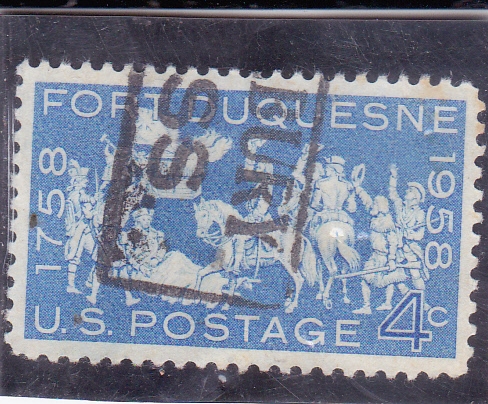 FORT DUQUESNE
1758
1958
U.S. POSTAGE 4c